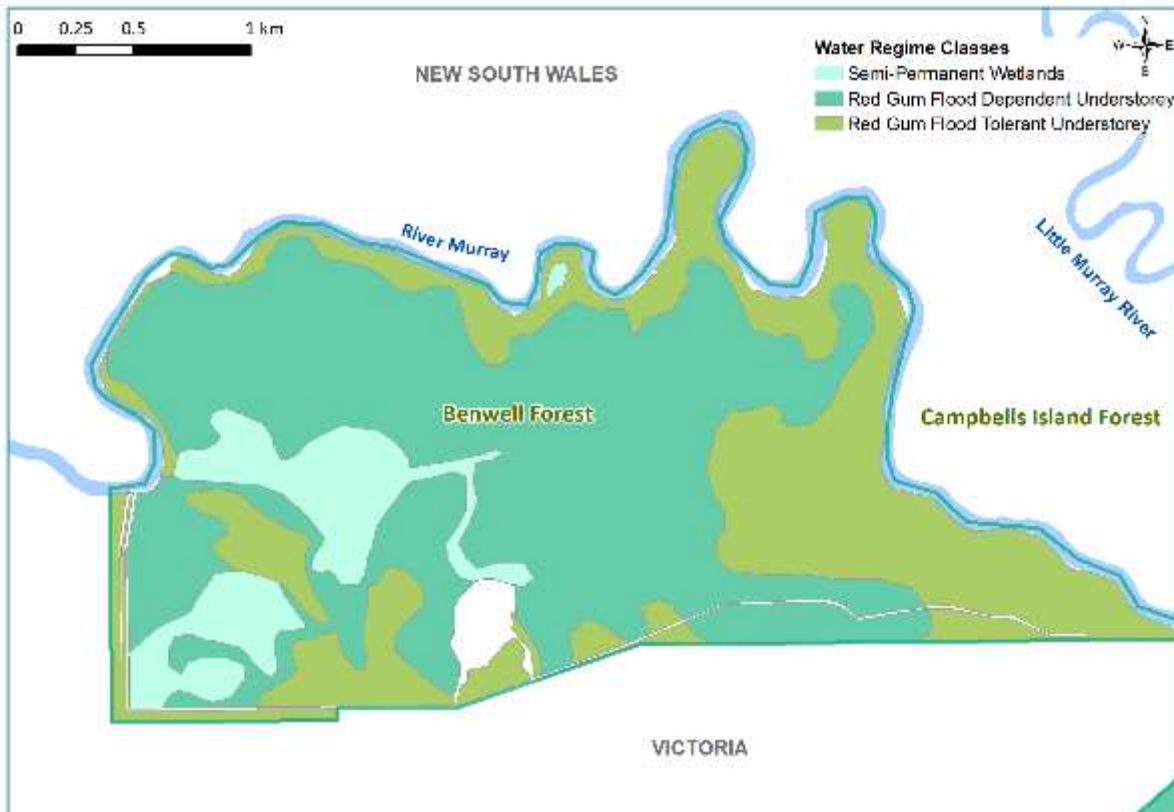 0 0.25 0.5 1 km
NEW SOUTH WALES
Water Regime Classes
Semi-Permanent Wetlands
Red Gum Flood Dependent Understorey
Red Gum Flood Tolerant Understorey
N
W E
S
River Murray
Little Murray River
Benwell Forest
Campbells Island Forest
VICTORIA